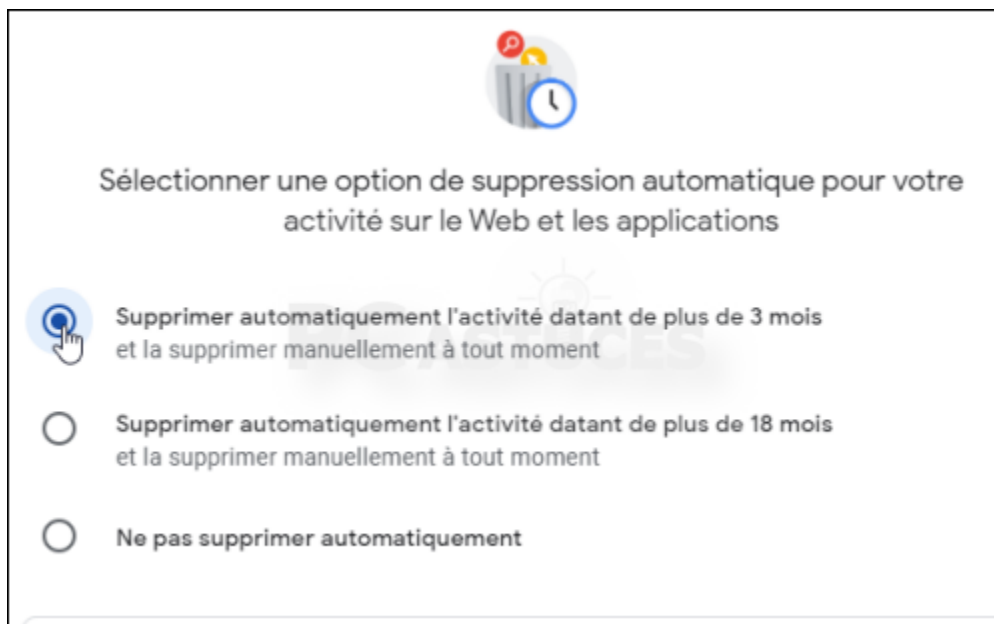 Sélectionner une option de suppression automatique pour votre
activité sur le Web et les applications
Supprimer automatiquement l'activité datant de plus de 3 mois
et la supprimer manuellement à tout moment
PC ASTUCES
Supprimer automatiquement l'activité datant de plus de 18 mois
et la supprimer manuellement à tout moment
Ne pas supprimer automatiquement